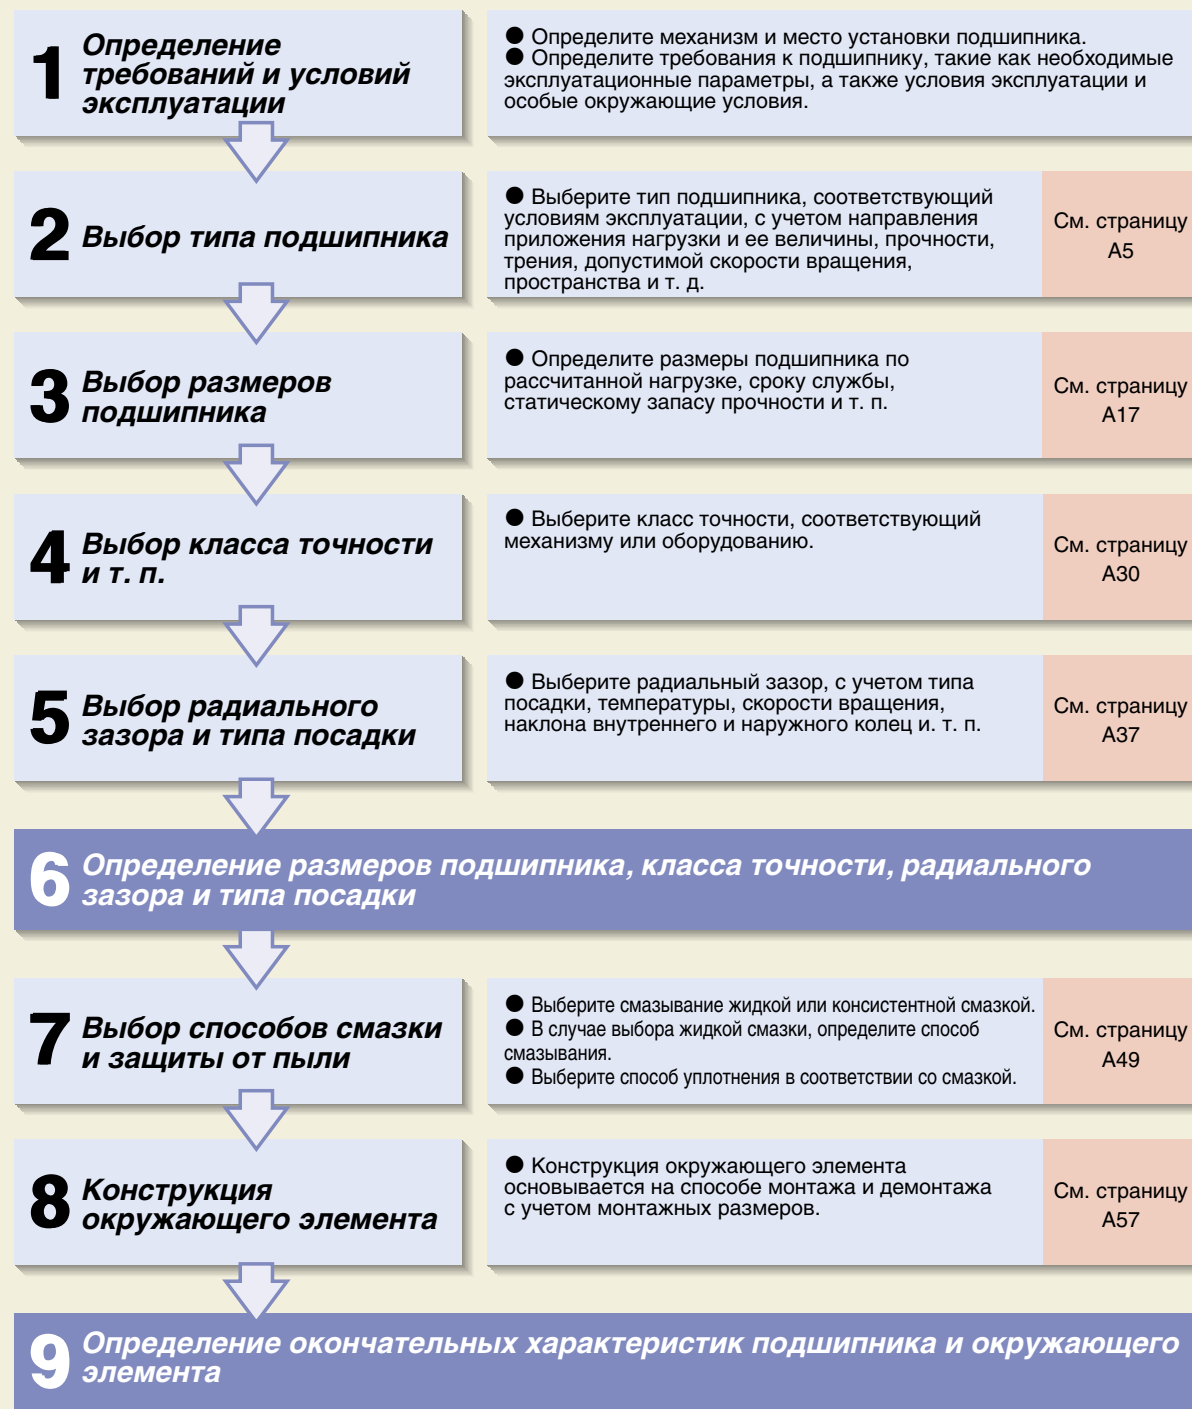 1
Определение
требований и условий
эксплуатации
● Определите механизм и место установки подшипника.
● Определите требования к подшипнику, такие как необходимые
эксплуатационные параметры, а также условия эксплуатации и
особые окружающие условия.
2
Выбор типа подшипника
● Выберите тип подшипника, соответствующий
условиям эксплуатации, с учетом направления
приложения нагрузки и ее величины, прочности,
трения, допустимой скорости вращения,
пространства и т. д.
См. страницу
A5
3
Выбор размеров
подшипника
● Определите размеры подшипника по
рассчитанной нагрузке, сроку службы,
статическому запасу прочности и т. п.
См. страницу
A17
4
Выбор класса точности
и т. п.
● Выберите класс точности, соответствующий
механизму или оборудованию.
См. страницу
A30
5
Выбор радиального
зазора и типа посадки
● Выберите радиальный зазор, с учетом типа
посадки, температуры, скорости вращения,
наклона внутреннего и наружного колец и. т. п.
См. страницу
A37
6
Определение размеров подшипника, класса точности, радиального
зазора и типа посадки
7
Выбор способов смазки
и защиты от пыли
● Выберите смазывание жидкой или консистентной смазкой.
● В случае выбора жидкой смазки, определите способ
смазывания.
● Выберите способ уплотнения в соответствии со смазкой.
См. страницу
A49
8
Конструкция
окружающего элемента
● Конструкция окружающего элемента
основывается на способе монтажа и демонтажа
с учетом монтажных размеров.
См. страницу
A57
9
Определение окончательных характеристик подшипника и окружающего
элемента